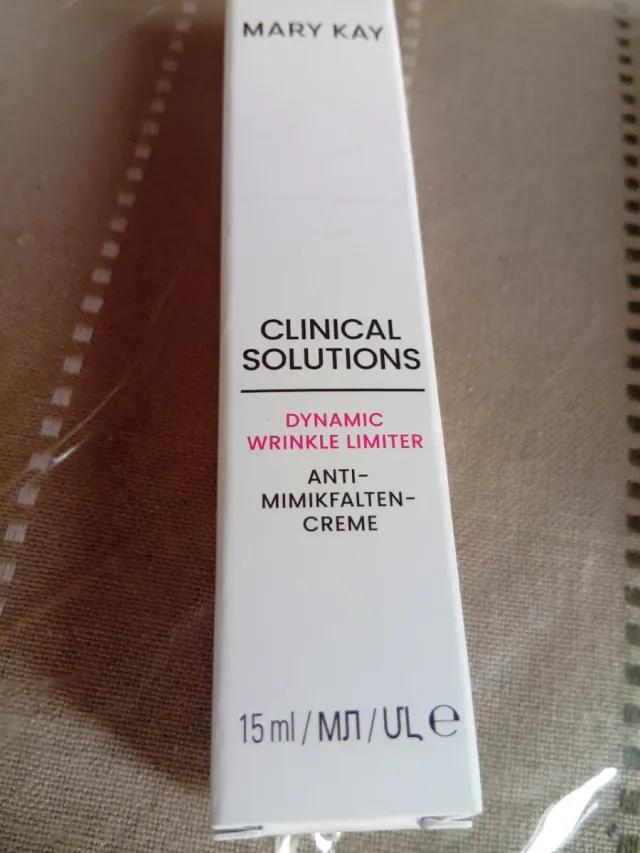 MARY KAY
CLINICAL
SOLUTIONS
DYNAMIC
WRINKLE LIMITER
ANTI-
MIMIKFALTEN-
CREME
15 ml / МЛ / ՄԼ ℮